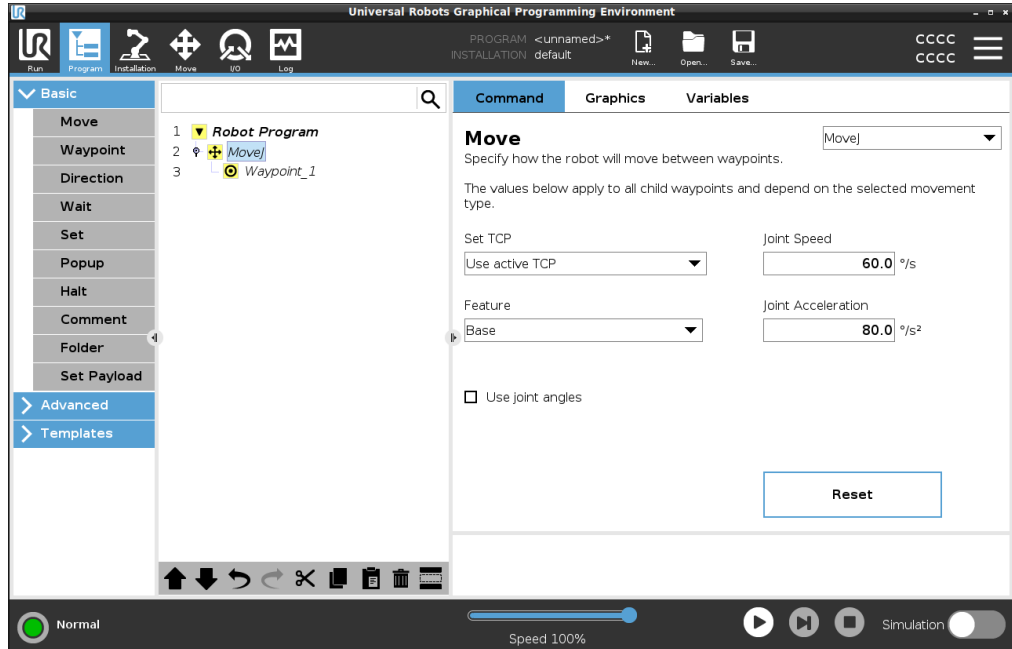 UR
Universal Robots Graphical Programming Environment
UR
PROGRAM <unnamed>*
INSTALLATION default
CCCC
CCCC
Run
Program
Installation
Move
I/O
Log
New...
Open...
Save...
Basic
Move
Waypoint
Direction
Wait
Set
Popup
Halt
Comment
Folder
Set Payload
Advanced
Templates
1 Robot Program
2 MoveJ
3 Waypoint_1
Command Graphics Variables
Move
MoveJ
Specify how the robot will move between waypoints.
The values below apply to all child waypoints and depend on the selected movement
type.
Set TCP
Joint Speed
Use active TCP
60.0 °/s
Feature
Joint Acceleration
Base
80.0 °/s²
Use joint angles
Reset
Normal
Speed 100%
Simulation